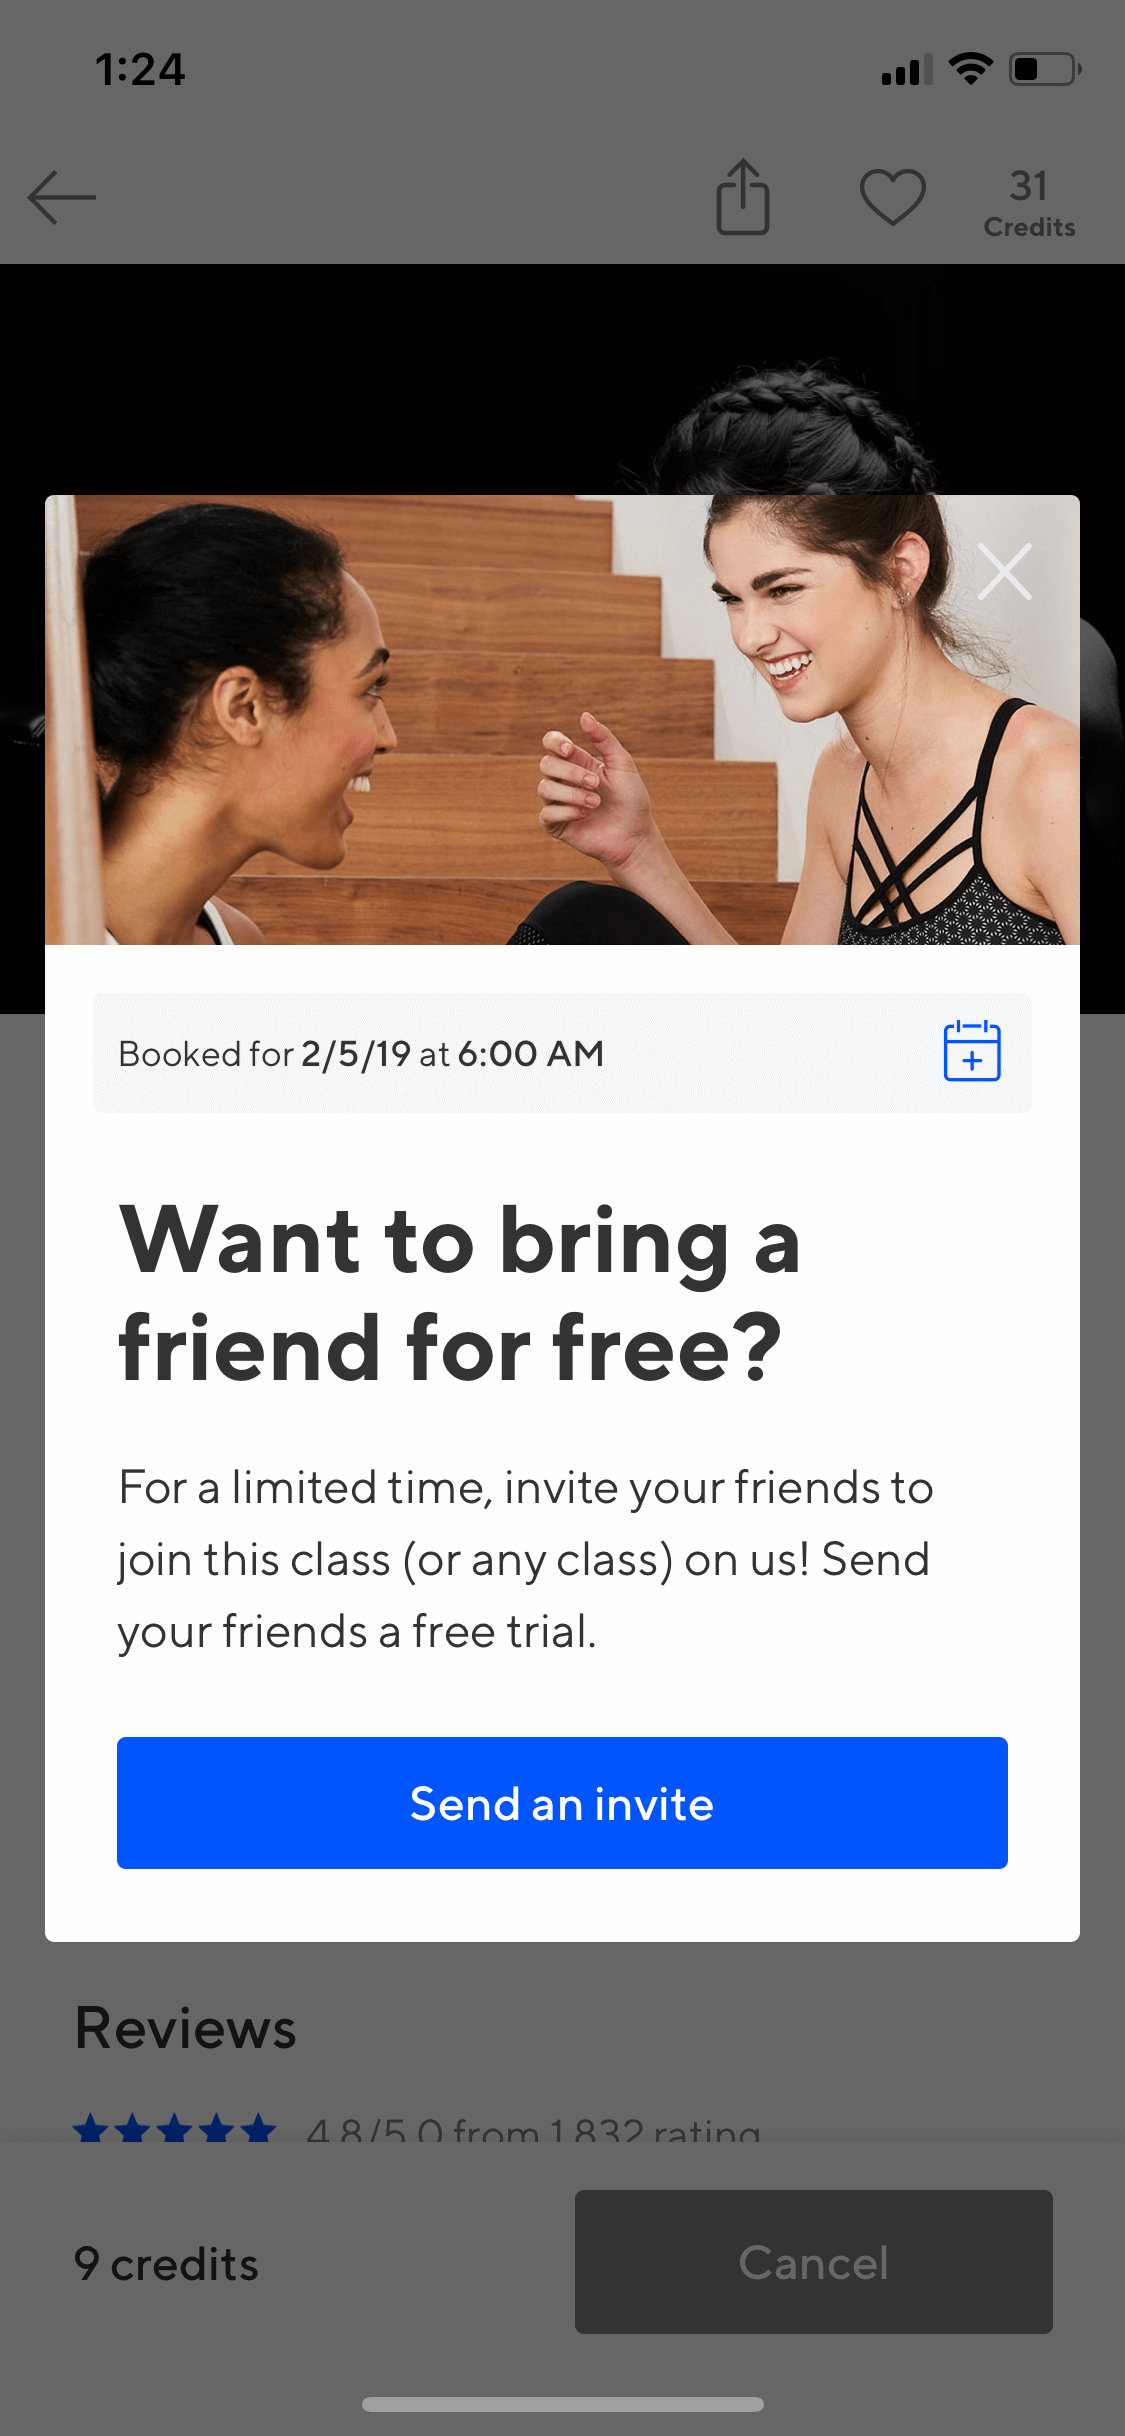 1:24
31
Credits
Booked for 2/5/19 at 6:00 AM
Want to bring a
friend for free?
For a limited time, invite your friends to
join this class (or any class) on us! Send
your friends a free trial.
Send an invite
Reviews
4.8/5.0 from 1,832 rating
9 credits
Cancel